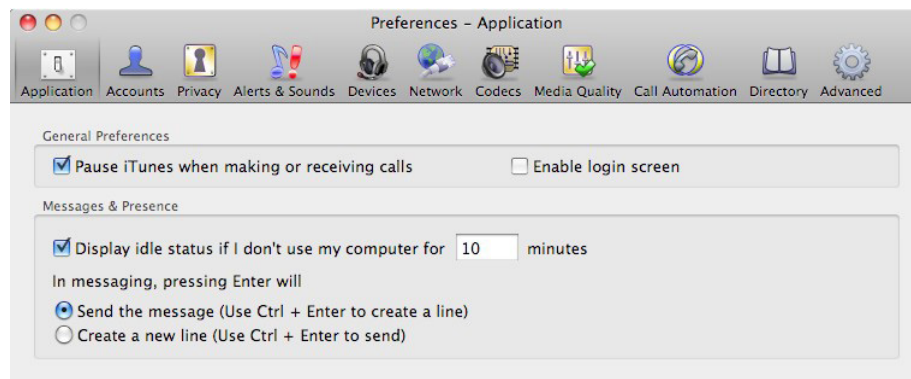 Preferences – Application
Application Accounts Privacy Alerts & Sounds Devices Network Codecs Media Quality Call Automation Directory Advanced
General Preferences
Pause iTunes when making or receiving calls Enable login screen
Messages & Presence
Display idle status if I don't use my computer for 10 minutes
In messaging, pressing Enter will
Send the message (Use Ctrl + Enter to create a line)
Create a new line (Use Ctrl + Enter to send)